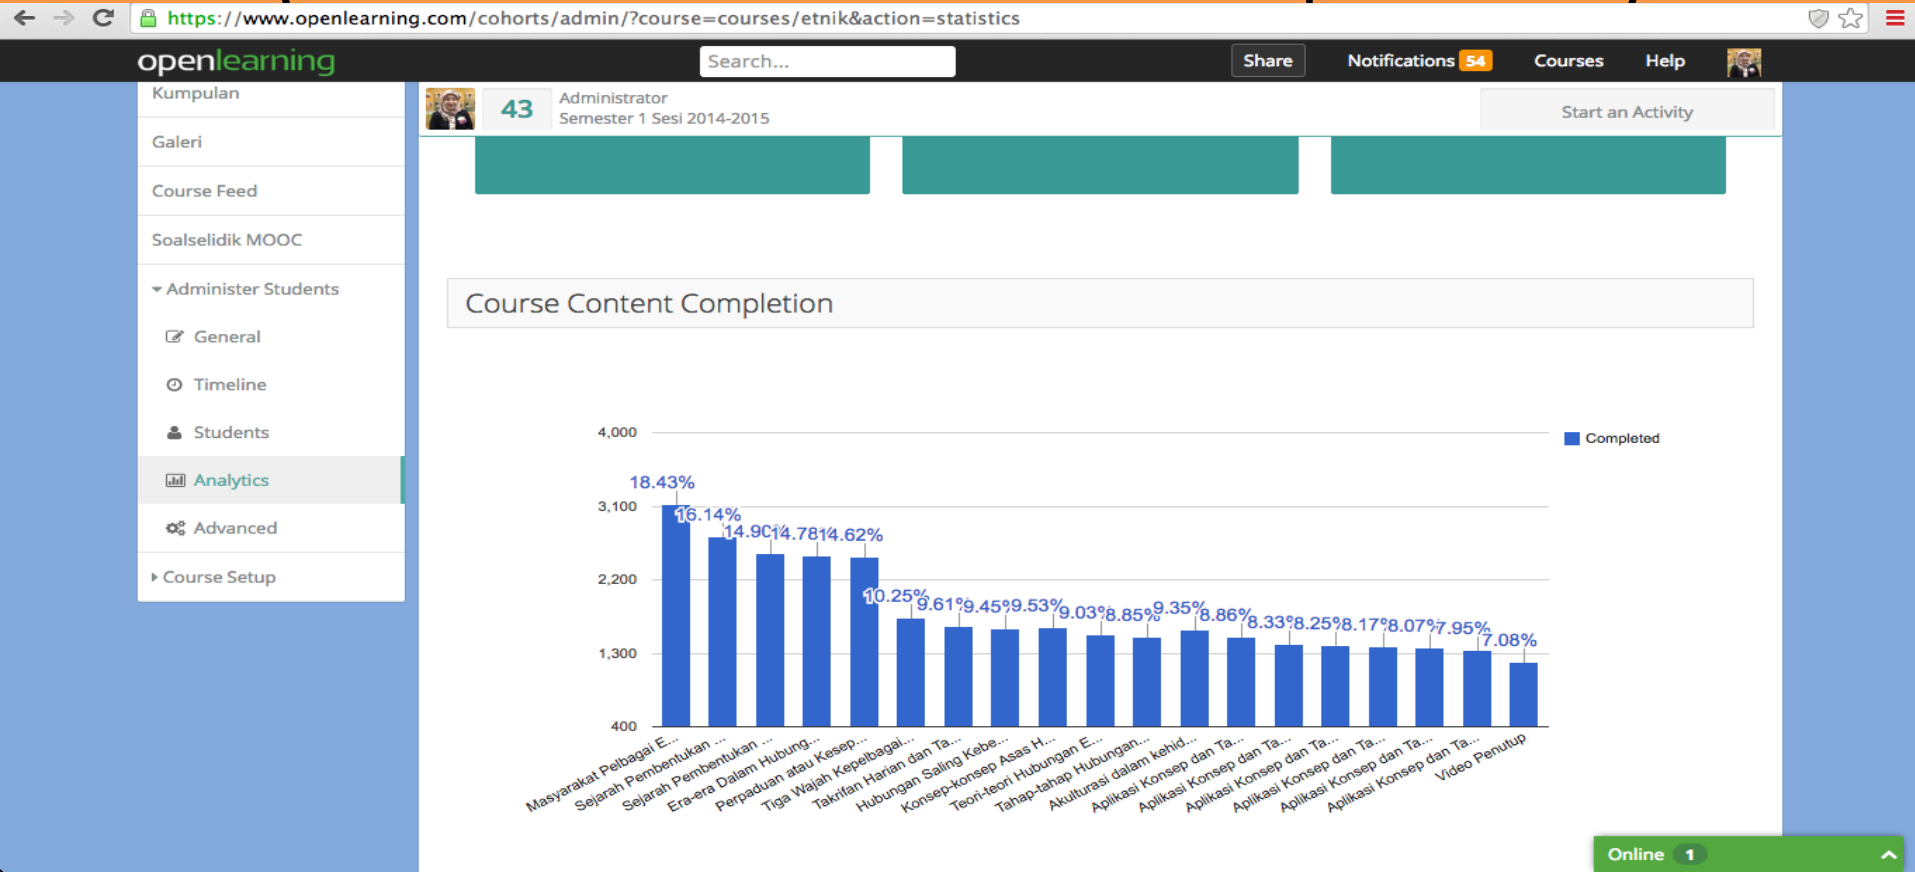 https://www.openlearning.com/cohorts/admin/?course=courses/etnik&action=statistics
openlearning
Search...
Share
Notifications 54
Courses
Help
Kumpulan
Galeri
Course Feed
Soalselidik MOOC
Administer Students
General
Timeline
Students
Analytics
Advanced
Course Setup
43
Administrator
Semester 1 Sesi 2014-2015
Start an Activity
Course Content Completion
4,000
3,100
2,200
1,300
400
Completed
18.43%
16.14%
14.90%
14.78%
14.62%
10.25%
9.61%
9.45%
9.53%
9.03%
8.85%
9.35%
8.86%
8.33%
8.25%
8.17%
8.07%
7.95%
7.08%
Masyarakat Pelbagai E...
Sejarah Pembentukan ...
Sejarah Pembentukan ...
Era-era Dalam Hubung...
Perpaduan atau Kesep...
Tiga Wajah Kepelbagai...
Takrifan Harian dan Ta...
Hubungan Saling Kebe...
Konsep-konsep Asas H...
Teori-teori Hubungan E...
Tahap-tahap Hubungan...
Akulturasi dalam kehid...
Aplikasi Konsep dan Ta...
Aplikasi Konsep dan Ta...
Aplikasi Konsep dan Ta...
Aplikasi Konsep dan Ta...
Aplikasi Konsep dan Ta...
Aplikasi Konsep dan Ta...
Video Penutup
Online 1